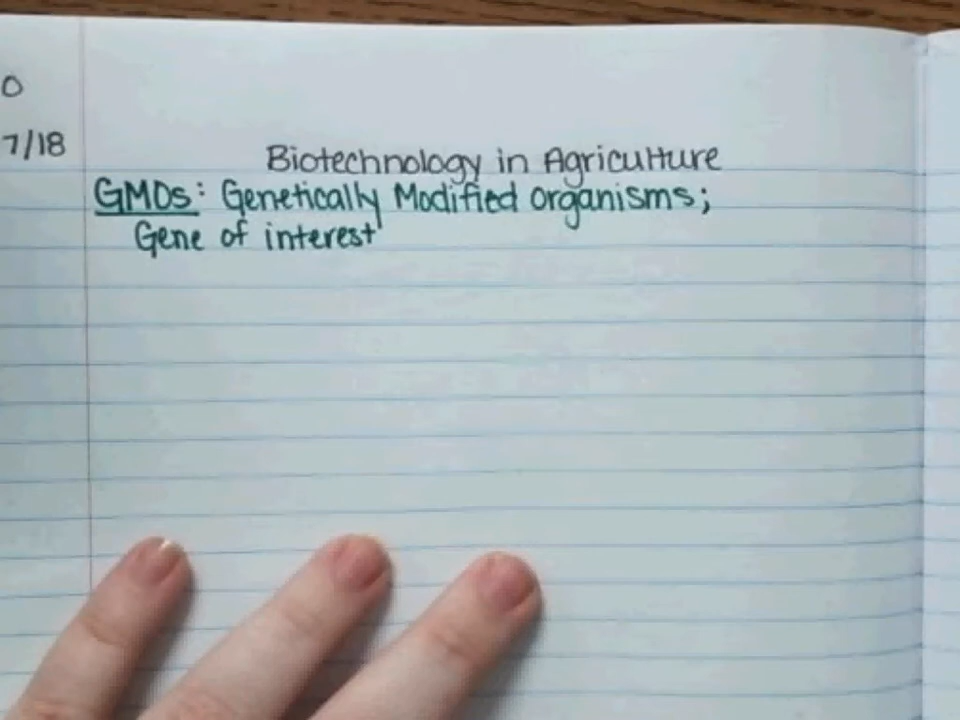 0
7/18
Biotechnology in Agriculture
GMOs: Genetically Modified organisms;
Gene of interest